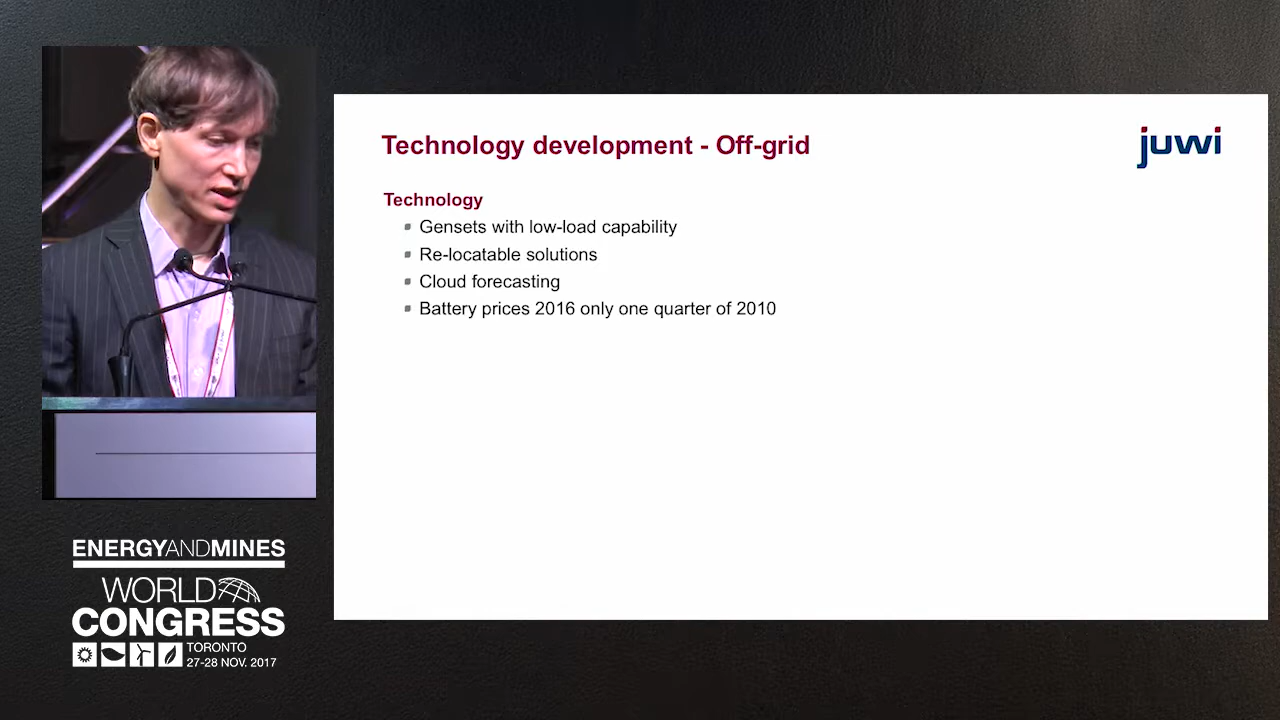 Technology development - Off-grid
juwi
Technology
Gensets with low-load capability
Re-locatable solutions
Cloud forecasting
Battery prices 2016 only one quarter of 2010
ENERGYANDMINES
WORLD
CONGRESS
TORONTO
27-28 NOV. 2017